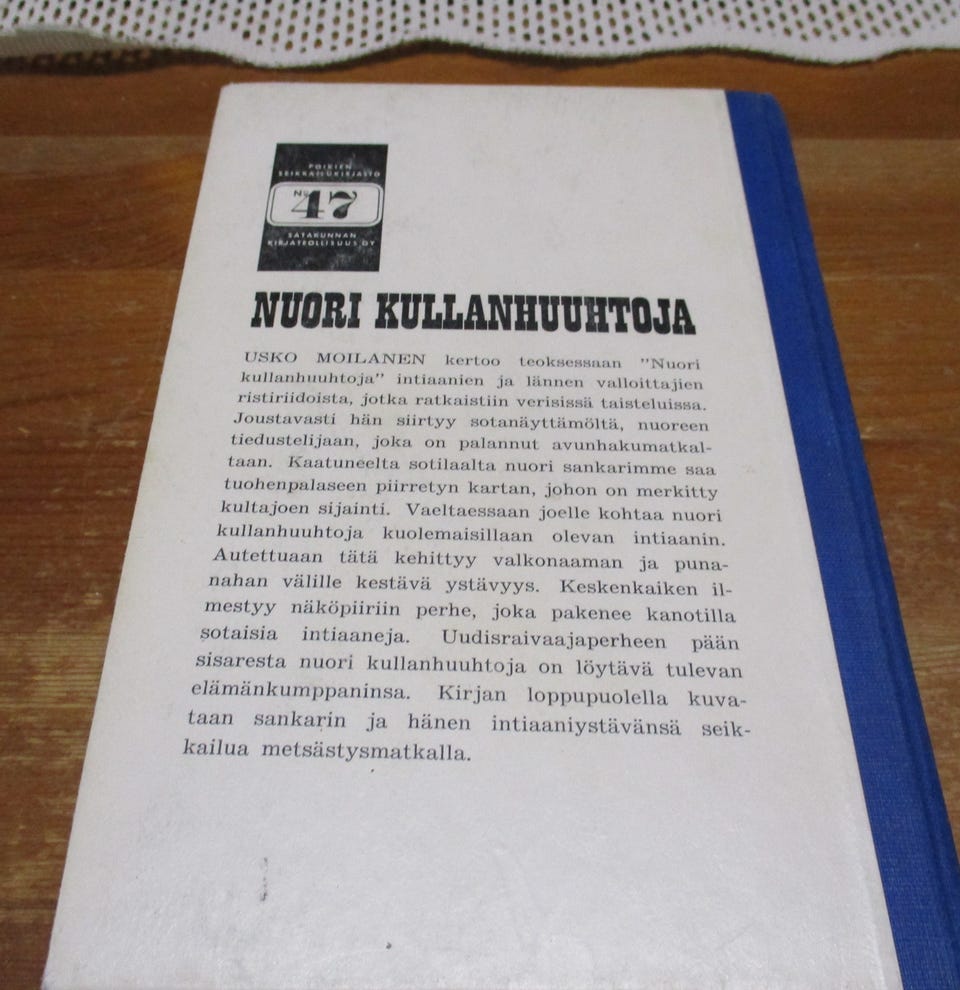 POIKIEN
SEIKKAILUKIRJASTO
No
47
SATAKUNNAN
KIRJATEOLLISUUS OY
NUORI KULLANHUUHTOJA
USKO MOILANEN kertoo teoksessaan ”Nuori
kullanhuuhtoja” intiaanien ja lännen valloittajien
ristiriidoista, jotka ratkaistiin verisissä taisteluissa.
Joustavasti hän siirtyy sotanäyttämöltä, nuoreen
tiedustelijaan, joka on palannut avunhakumatkal-
taan. Kaatuneelta sotilaalta nuori sankarimme saa
tuohenpalaseen piirretyn kartan, johon on merkitty
kultajoen sijainti. Vaeltaessaan joelle kohtaa nuori
kullanhuuhtoja kuolemaisillaan olevan intiaanin.
Autettuaan tätä kehittyy valkonaaman ja puna-
nahan välille kestävä ystävyys. Keskenkaiken il-
mestyy näköpiiriin perhe, joka pakenee kanotilla
sotaisia intiaaneja. Uudisraivaajaperheen pään
sisaresta nuori kullanhuuhtoja on löytävä tulevan
elämänkumppaninsa. Kirjan loppupuolella kuva-
taan sankarin ja hänen intiaaniystävänsä seik-
kailua metsästysmatkalla.